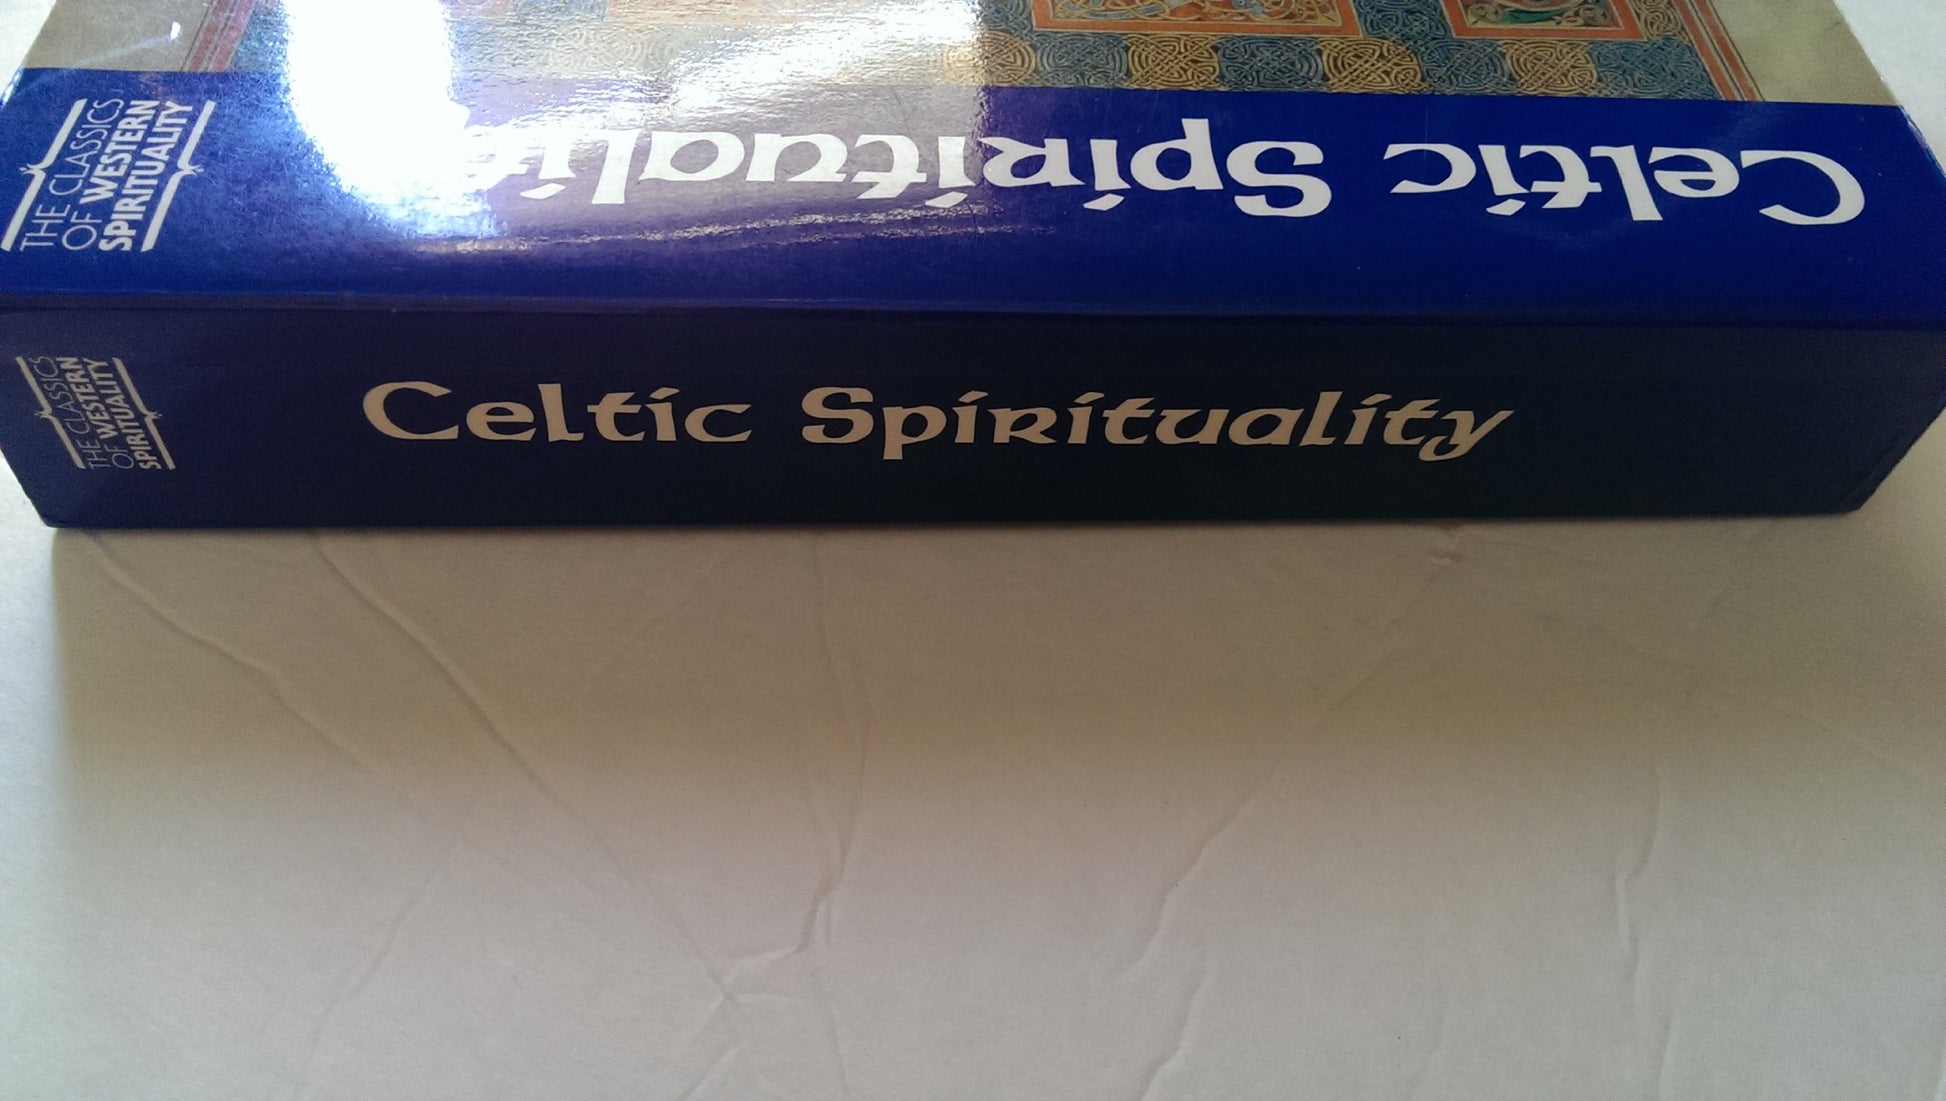 THE CLASSICS
OF WESTERN
SPIRITUALITY
Celtic Spirituality
THE CLASSICS
OF WESTERN
SPIRITUALITY
Celtic Spirituality